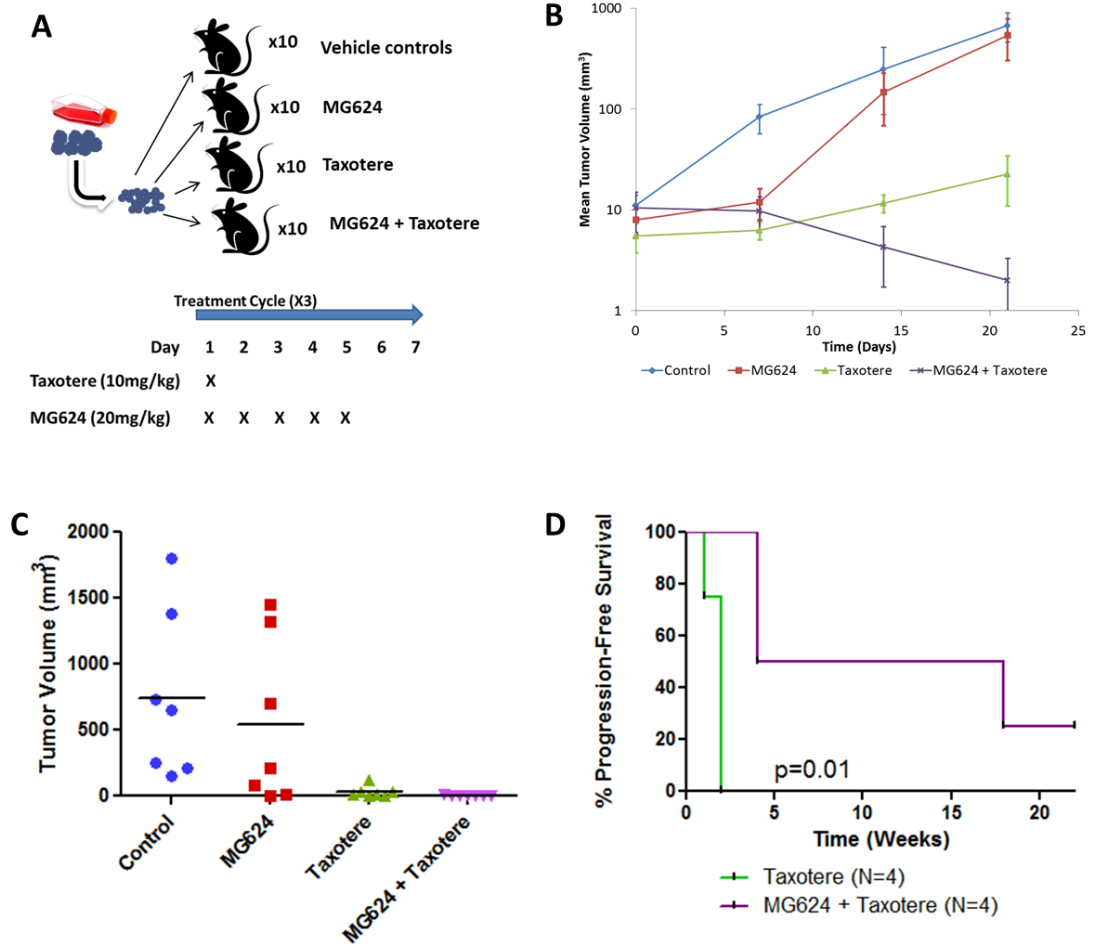 A
x10 Vehicle controls
x10 MG624
x10 Taxotere
x10 MG624 + Taxotere
Treatment Cycle (X3)
Day 1 2 3 4 5 6 7
Taxotere (10mg/kg) X
MG624 (20mg/kg) X X X X X
B
Mean Tumor Volume (mm³)
1000
100
10
1
0 5 10 15 20 25
Time (Days)
Control MG624 Taxotere MG624 + Taxotere
C
Tumor Volume (mm³)
2000
1500
1000
500
0
Control
MG624
Taxotere
MG624 + Taxotere
D
% Progression-Free Survival
100
80
60
40
20
0
p=0.01
0 5 10 15 20
Time (Weeks)
Taxotere (N=4)
MG624 + Taxotere (N=4)